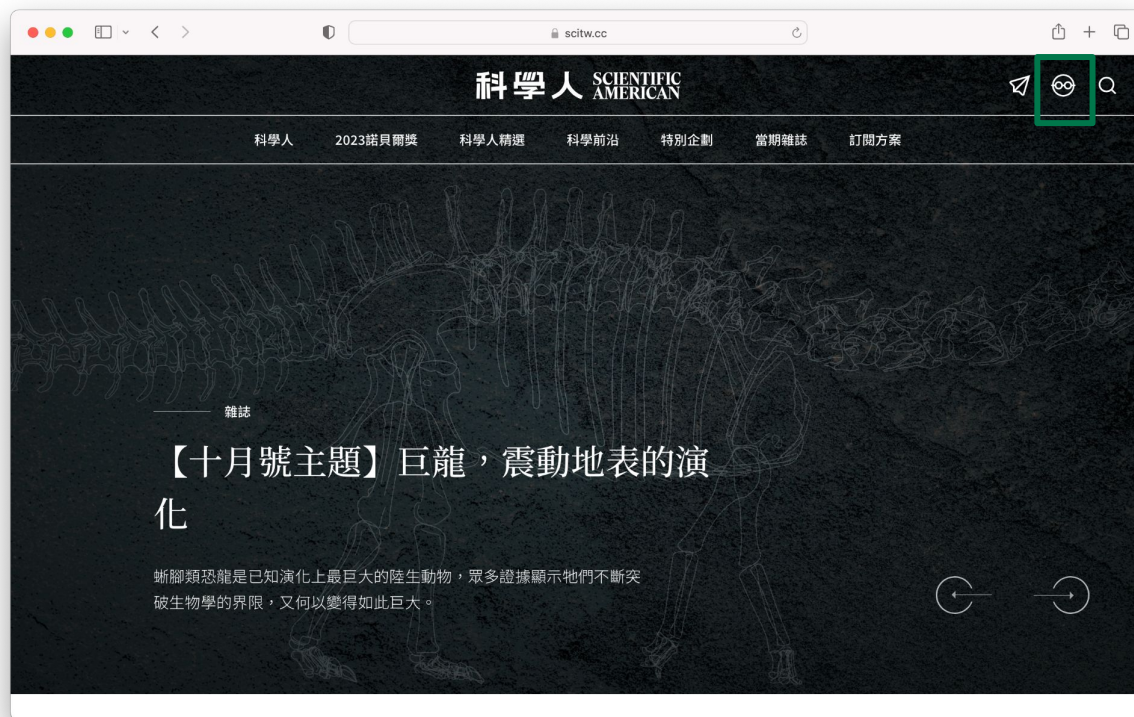 scitw.cc
科學人 SCIENTIFIC AMERICAN
科學人 2023諾貝爾獎 科學人精選 科學前沿 特別企劃 當期雜誌 訂閱方案
雜誌
【十月號主題】巨龍，震動地表的演
化
蜥腳類恐龍是已知演化上最巨大的陸生動物，眾多證據顯示牠們不斷突
破生物學的界限，又何以變得如此巨大。